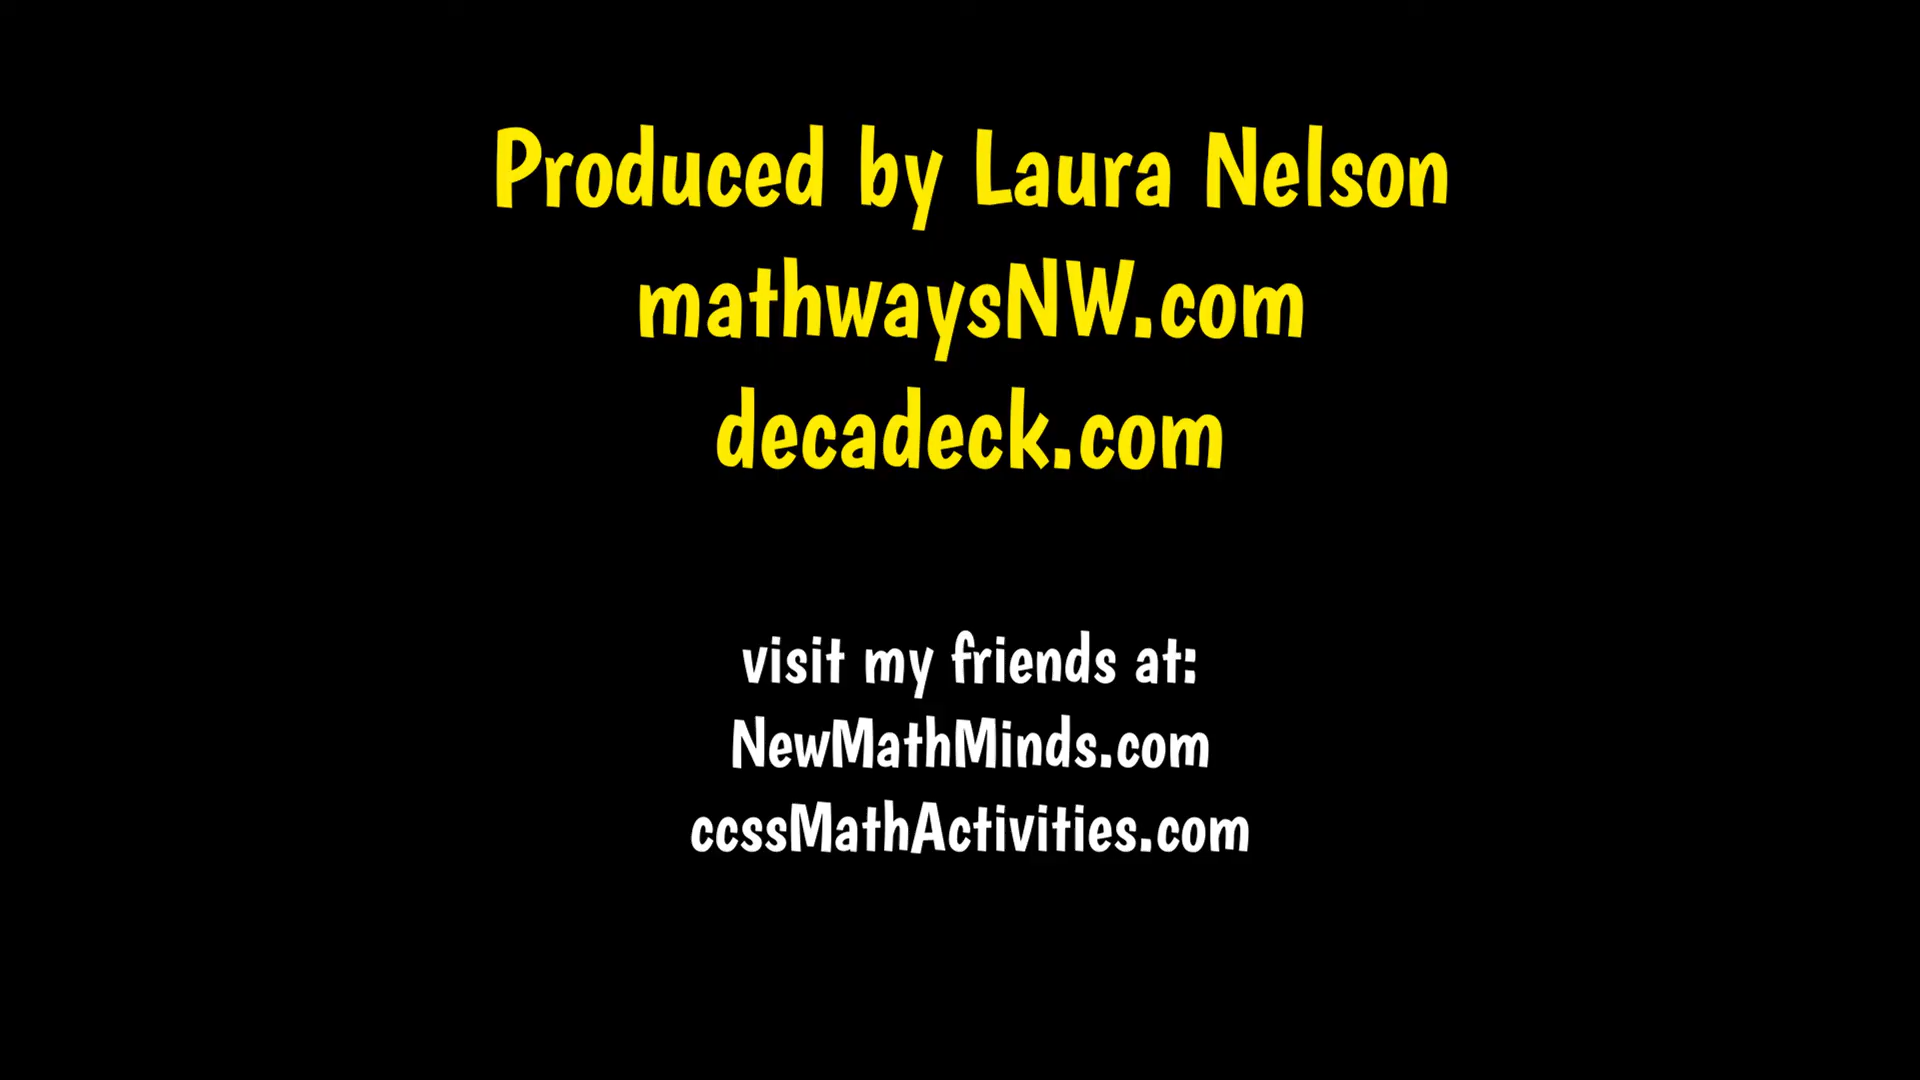 Produced by Laura Nelson
mathwaysNW.com
decadeck.com
visit my friends at:
NewMathMinds.com
ccssMathActivities.com